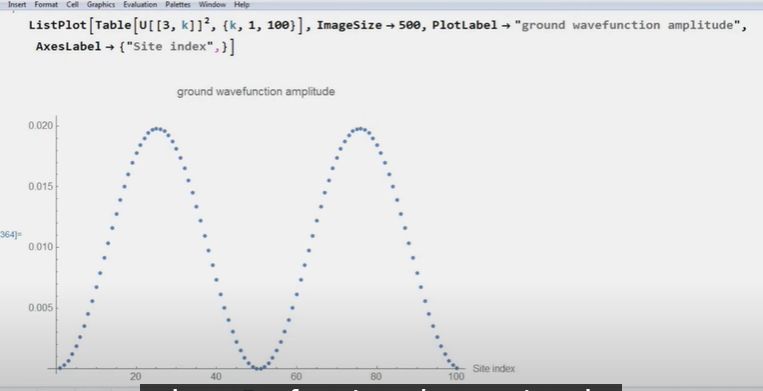 Insert Format Cell Graphics Evaluation Palettes Window Help
ListPlot[Table[U[[3, k]]², {k, 1, 100}], ImageSize → 500, PlotLabel → "ground wavefunction amplitude",
AxesLabel → {"Site index",}]
ground wavefunction amplitude
0.020
0.015
364]=
0.010
0.005
20 40 60 80 100 Site index